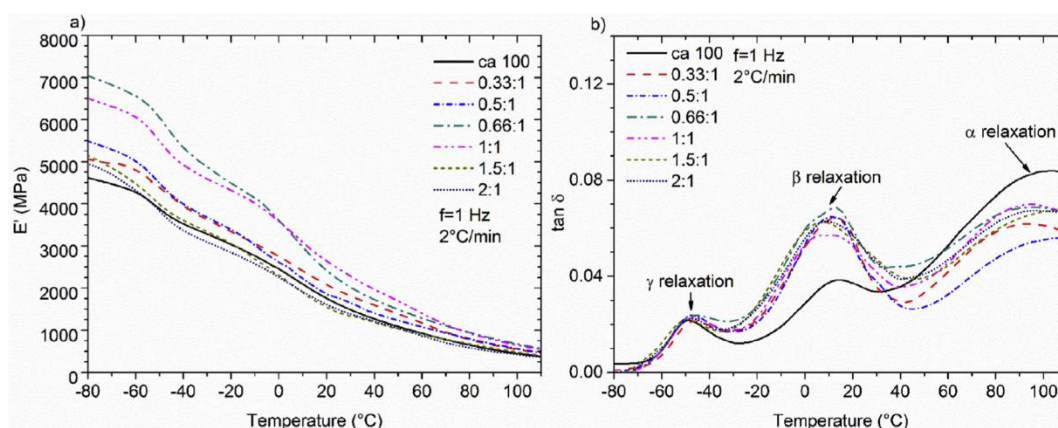 a)
8000
7000
6000
5000
4000
3000
2000
1000
0
E' (MPa)
-80 -60 -40 -20 0 20 40 60 80 100
Temperature (°C)
ca 100
0.33:1
0.5:1
0.66:1
1:1
1.5:1
2:1
f=1 Hz
2°C/min
b)
0.12
0.08
0.04
0.00
tan δ
-80 -60 -40 -20 0 20 40 60 80 100
Temperature (°C)
ca 100
0.33:1
0.5:1
0.66:1
1:1
1.5:1
2:1
f=1 Hz
2°C/min
γ relaxation
β relaxation
α relaxation